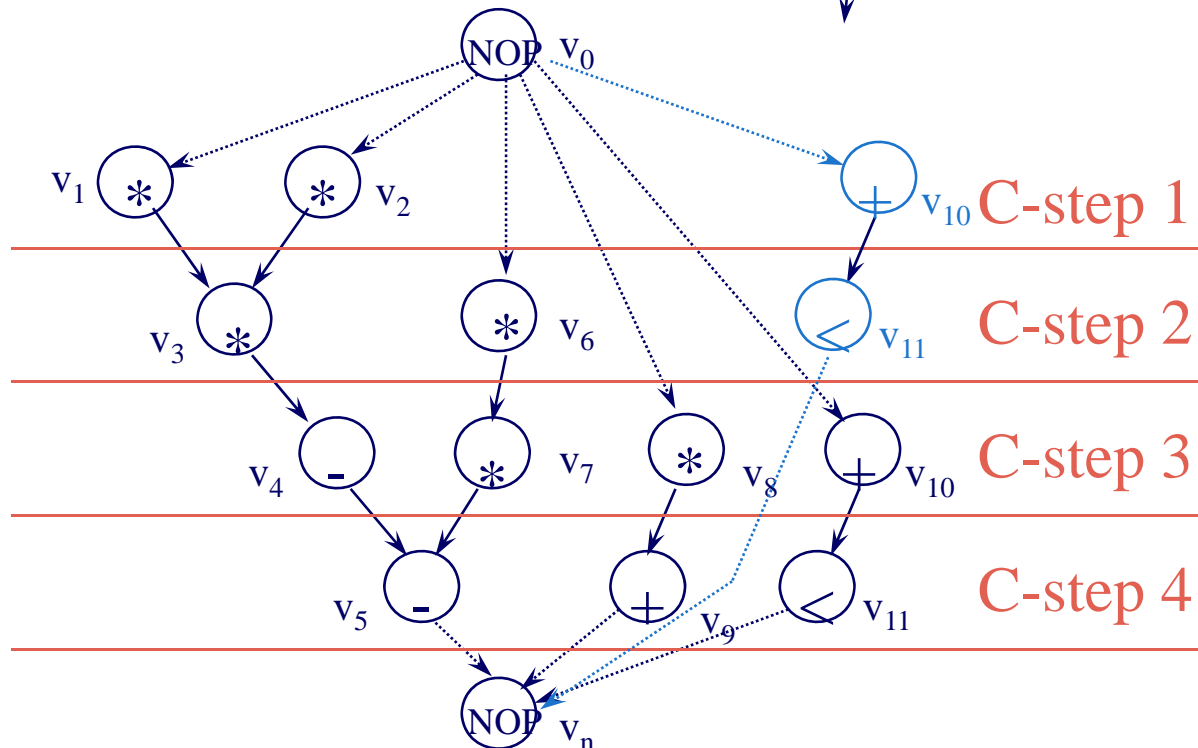 NOP v0
v1 * * v2 + v10 C-step 1
v3 * * v6 < v11 C-step 2
v4 - * v7 * v8 + v10 C-step 3
v5 - + v9 < v11 C-step 4
NOP vn